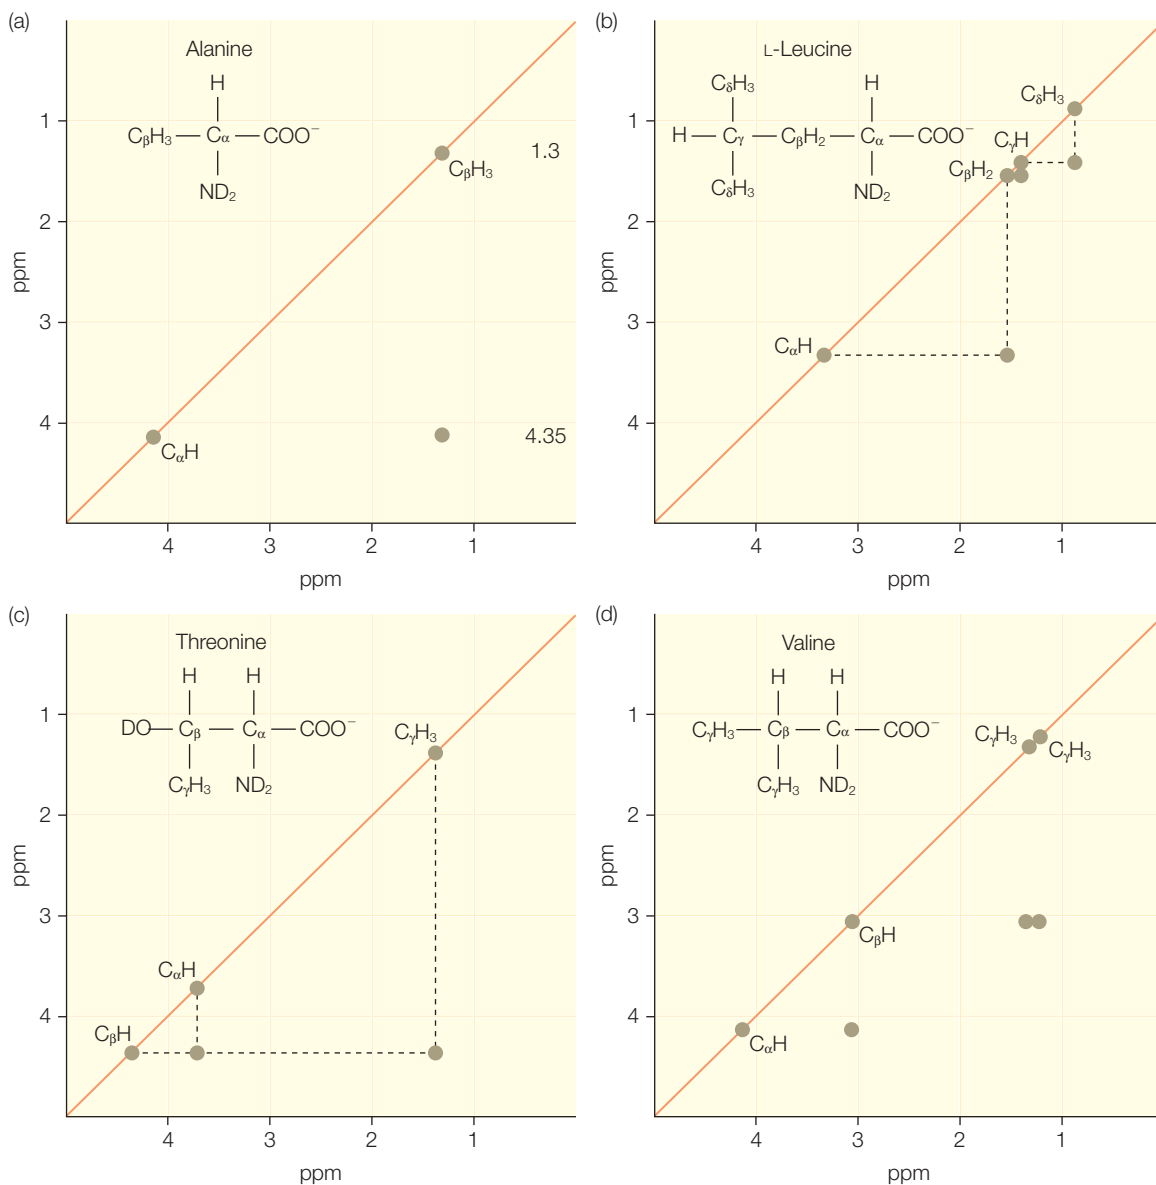 (a)
Alanine
H
CβH₃ — Cα — COO⁻
ND₂
1.3
CβH₃
4.35
CαH
1
2
3
4
ppm
4 3 2 1
ppm
(b)
L-Leucine
CδH₃ H
H — Cγ — CβH₂ — Cα — COO⁻
CδH₃ ND₂
CδH₃
CγH
CβH₂
CαH
1
2
3
4
ppm
4 3 2 1
ppm
(c)
Threonine
H H
DO — Cβ — Cα — COO⁻
CγH₃ ND₂
CγH₃
CαH
CβH
1
2
3
4
ppm
4 3 2 1
ppm
(d)
Valine
H H
CγH₃ — Cβ — Cα — COO⁻
CγH₃ ND₂
CγH₃
CγH₃
CβH
CαH
1
2
3
4
ppm
4 3 2 1
ppm